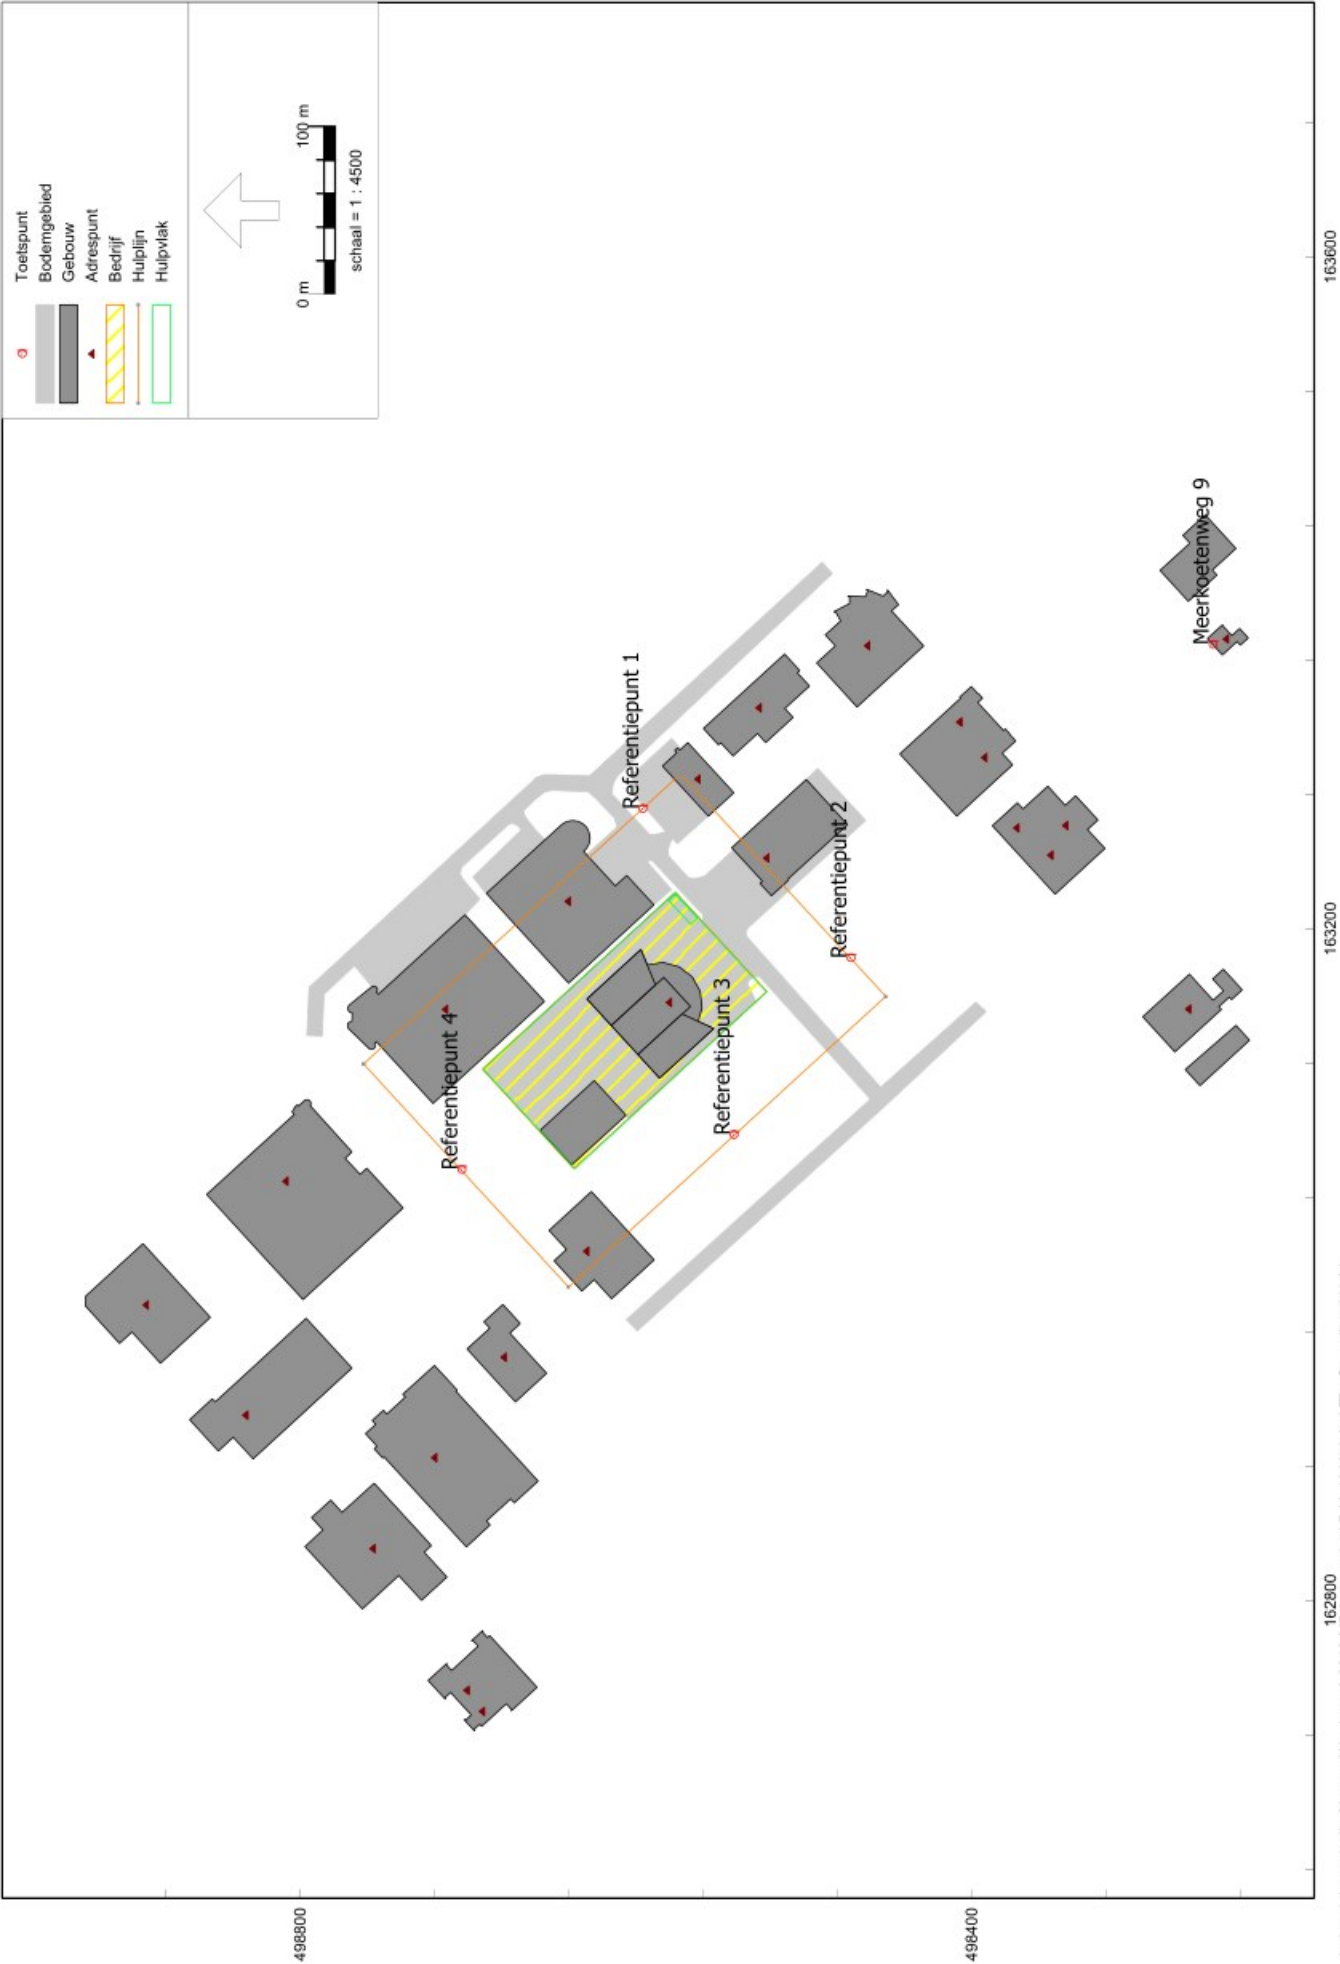 Toetspunt
Bodemgebied
Gebouw
Adrespunt
Bedrijf
Hulplijn
Hulpvlak
0 m
100 m
schaal = 1 : 4500
Referentiepunt 4
Referentiepunt 1
Referentiepunt 3
Referentiepunt 2
Meerkoetenweg 9
498800
498400
162800
163200
163600